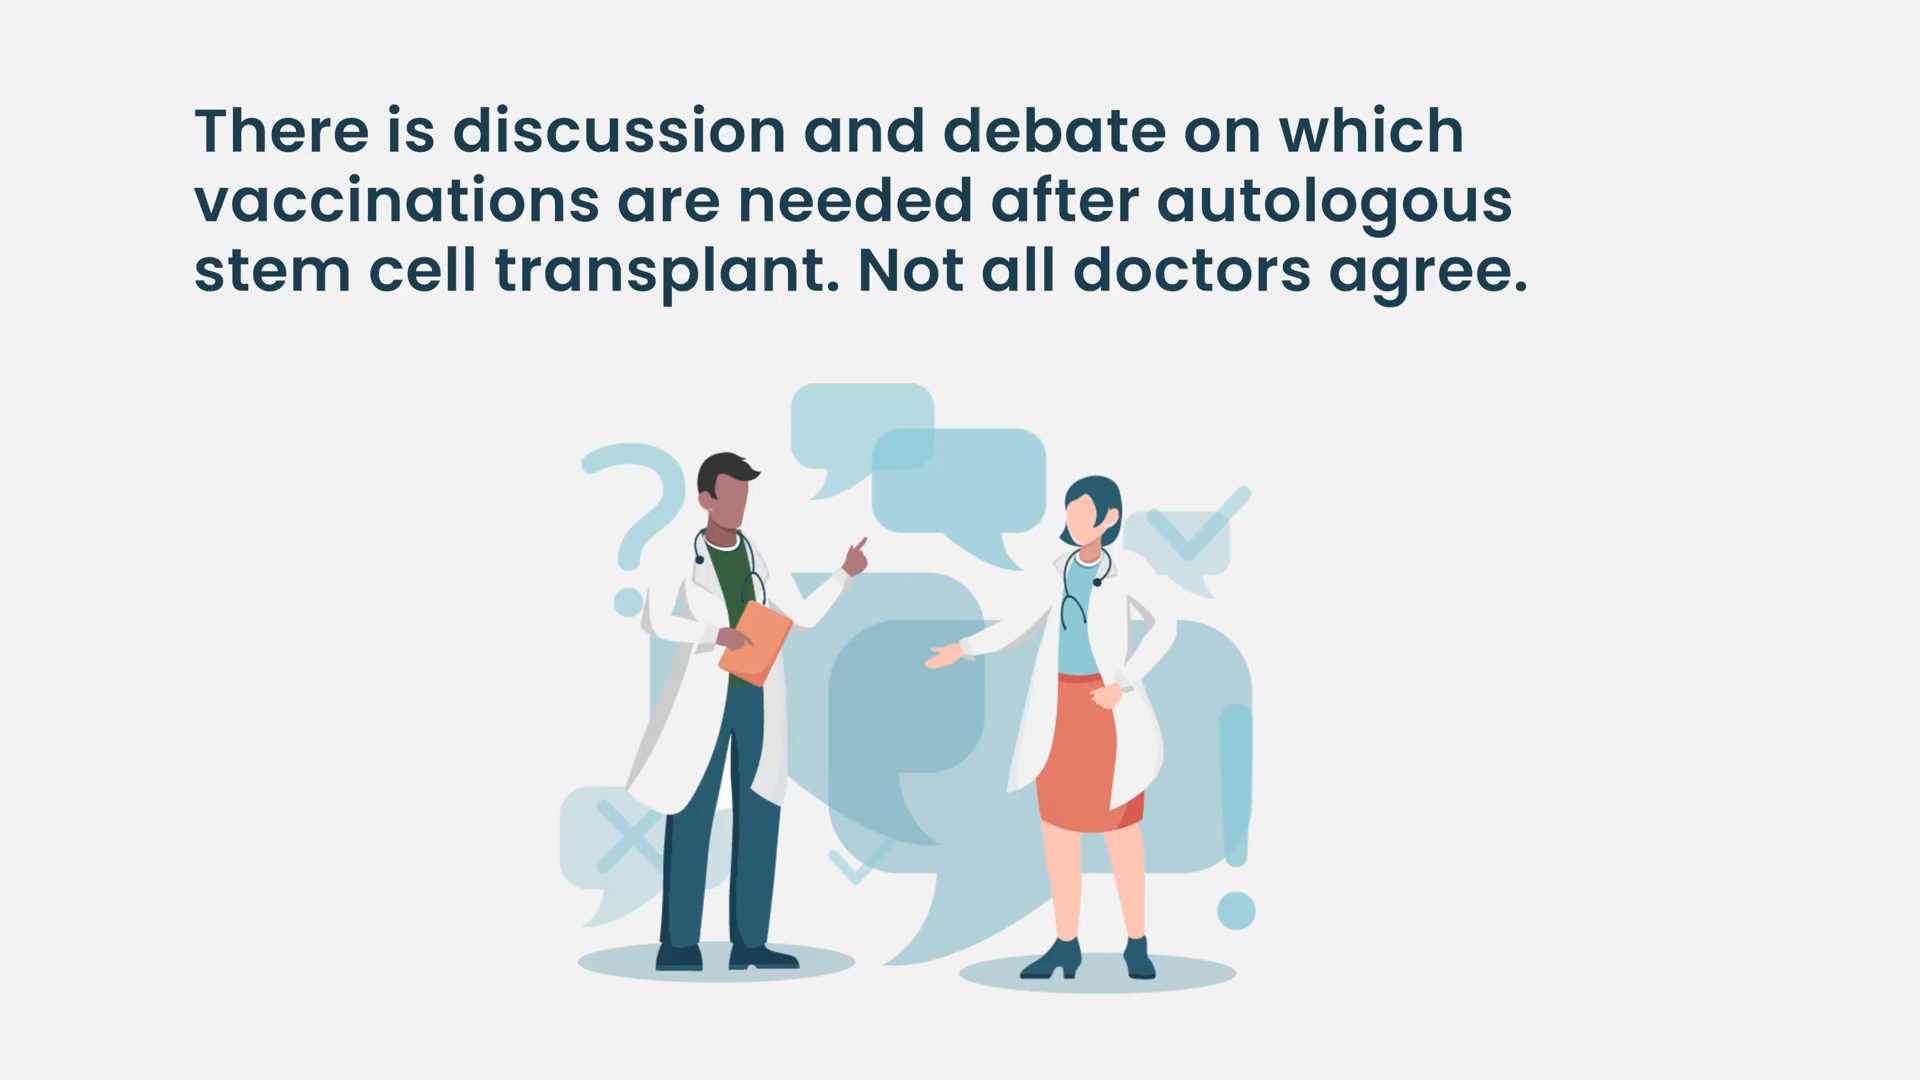 There is discussion and debate on which
vaccinations are needed after autologous
stem cell transplant. Not all doctors agree.